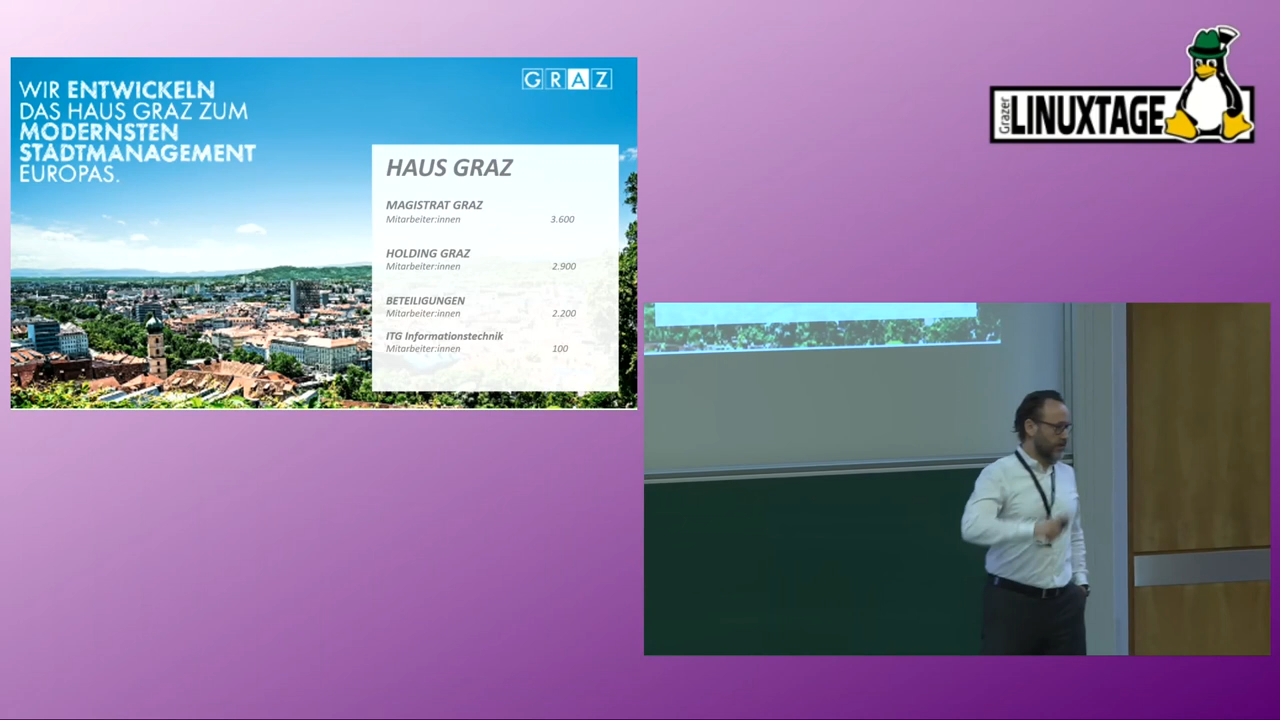 WIR ENTWICKELN
DAS HAUS GRAZ ZUM
MODERNSTEN
STADTMANAGEMENT
EUROPAS.
GRAZ
HAUS GRAZ
MAGISTRAT GRAZ
Mitarbeiter:innen 3.600
HOLDING GRAZ
Mitarbeiter:innen 2.900
BETEILIGUNGEN
Mitarbeiter:innen 2.200
ITG Informationstechnik
Mitarbeiter:innen 100
Grazer
LINUXTAGE